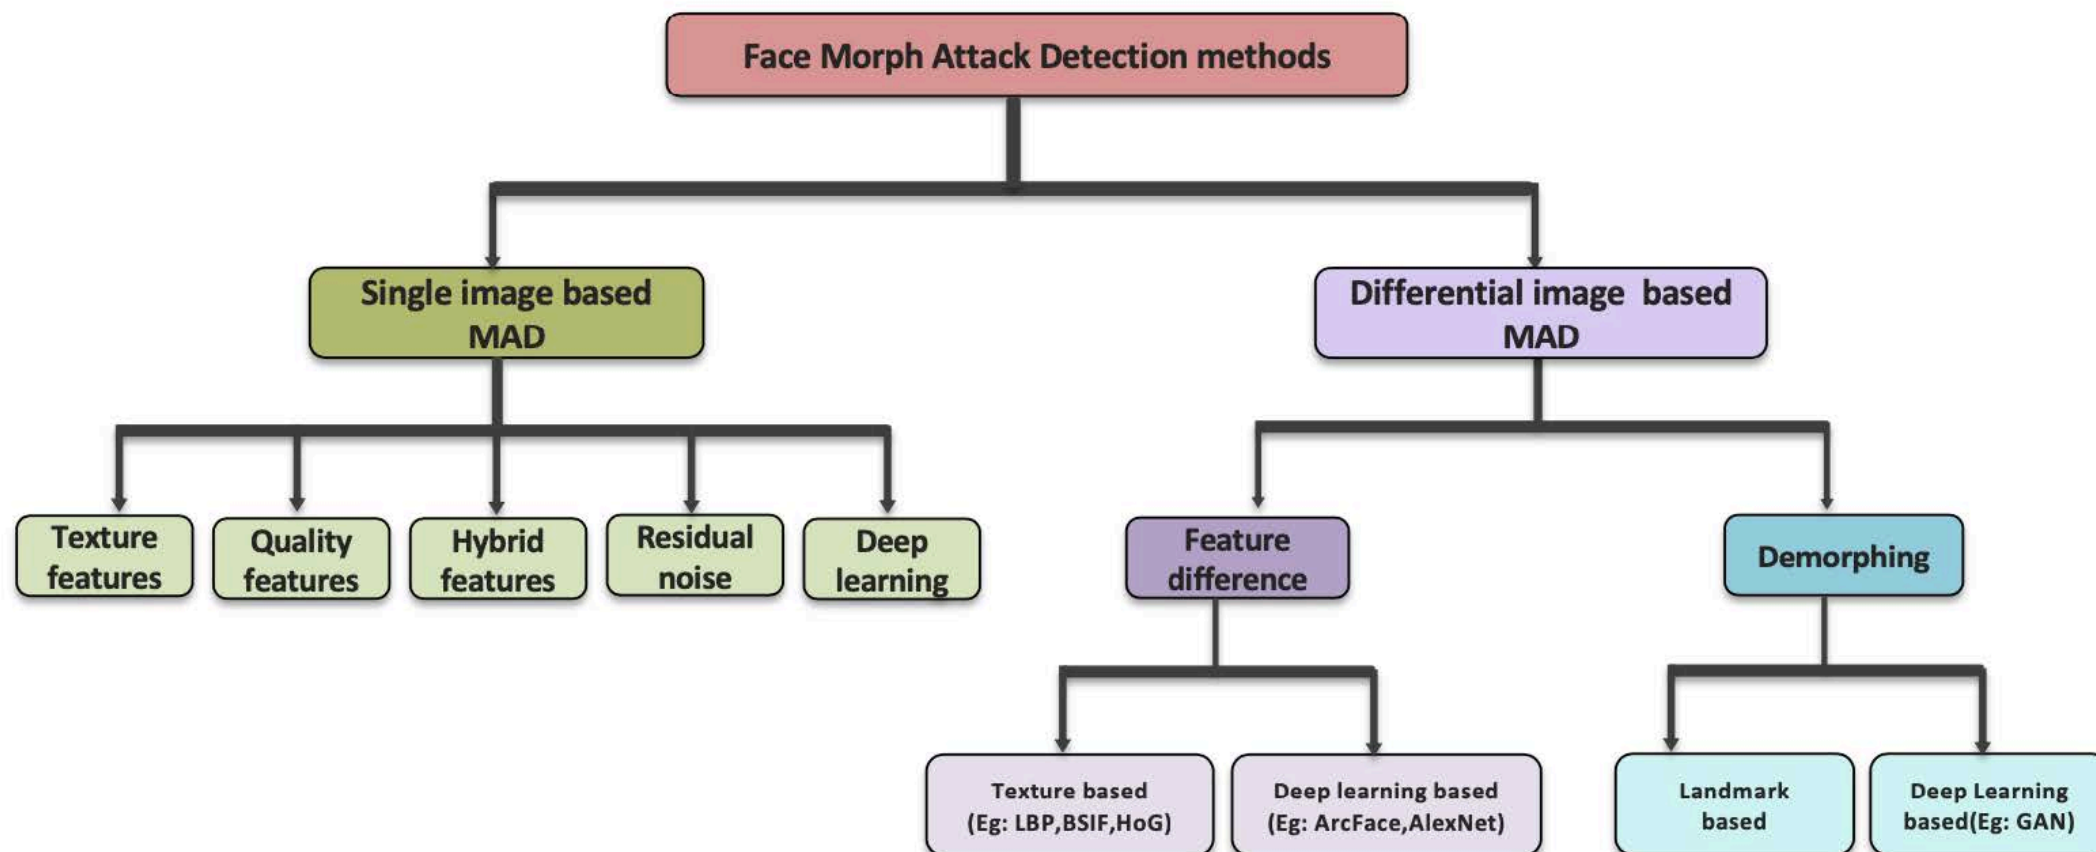 Face Morph Attack Detection methods
Single image based
MAD
Differential image based
MAD
Texture
features
Quality
features
Hybrid
features
Residual
noise
Deep
learning
Feature
difference
Demorphing
Texture based
(Eg: LBP,BSIF,HoG)
Deep learning based
(Eg: ArcFace,AlexNet)
Landmark
based
Deep Learning
based(Eg: GAN)